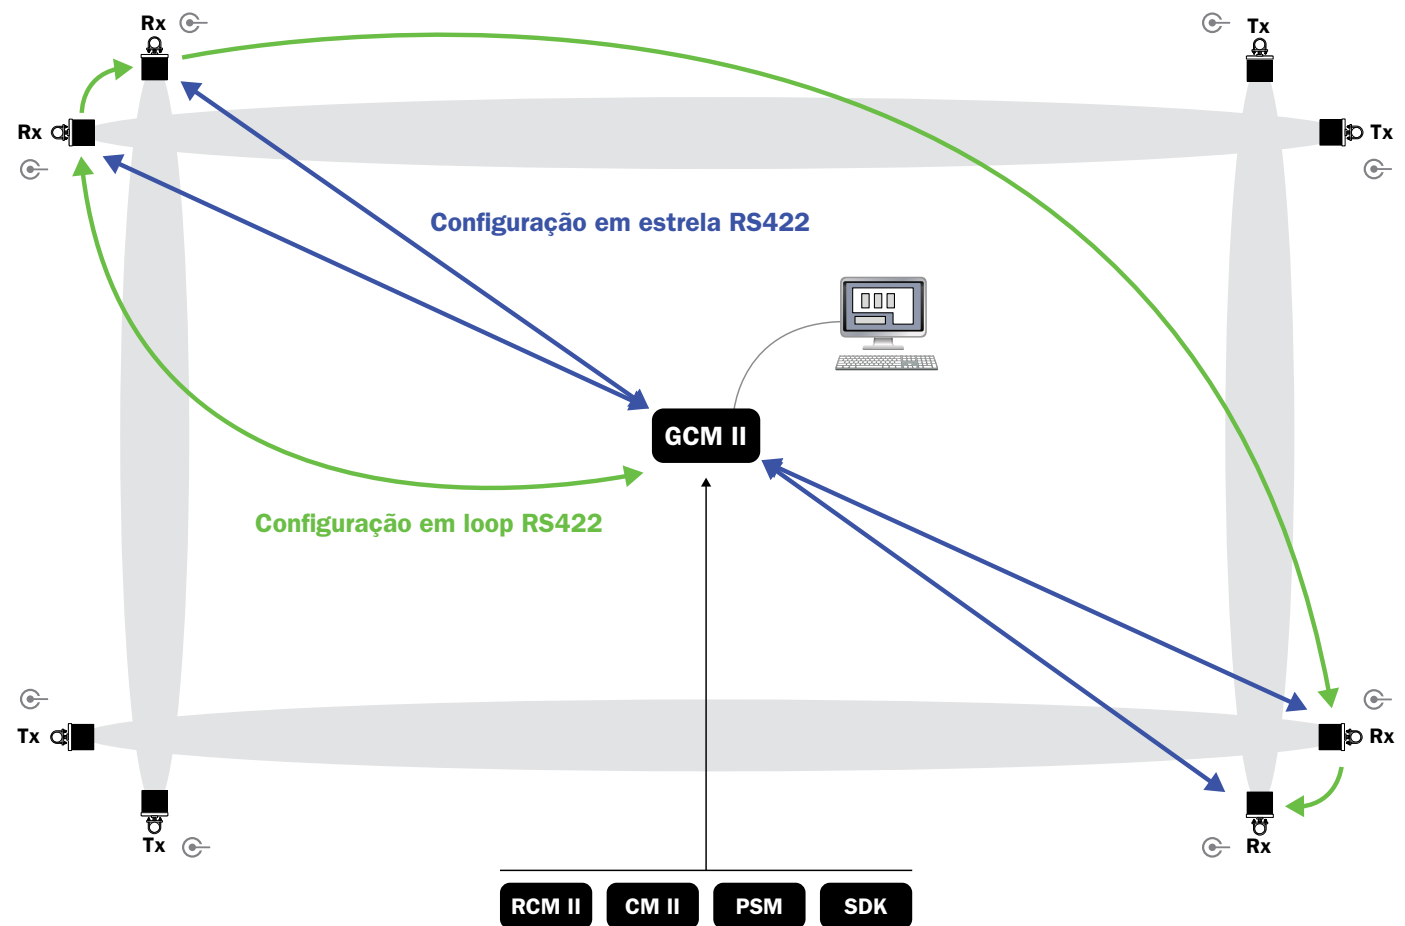 Rx
Tx
Rx
Tx
Configuração em estrela RS422
GCM II
Configuração em loop RS422
Tx
Rx
Tx
Rx
RCM II
CM II
PSM
SDK